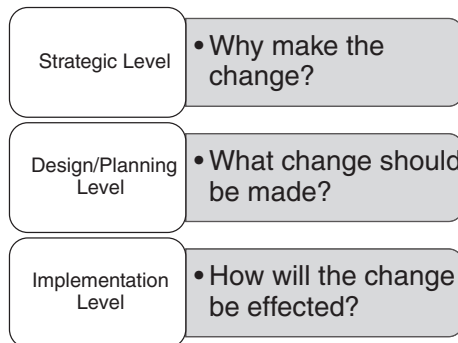 Strategic Level
• Why make the
change?
Design/Planning
Level
• What change should
be made?
Implementation
Level
• How will the change
be effected?